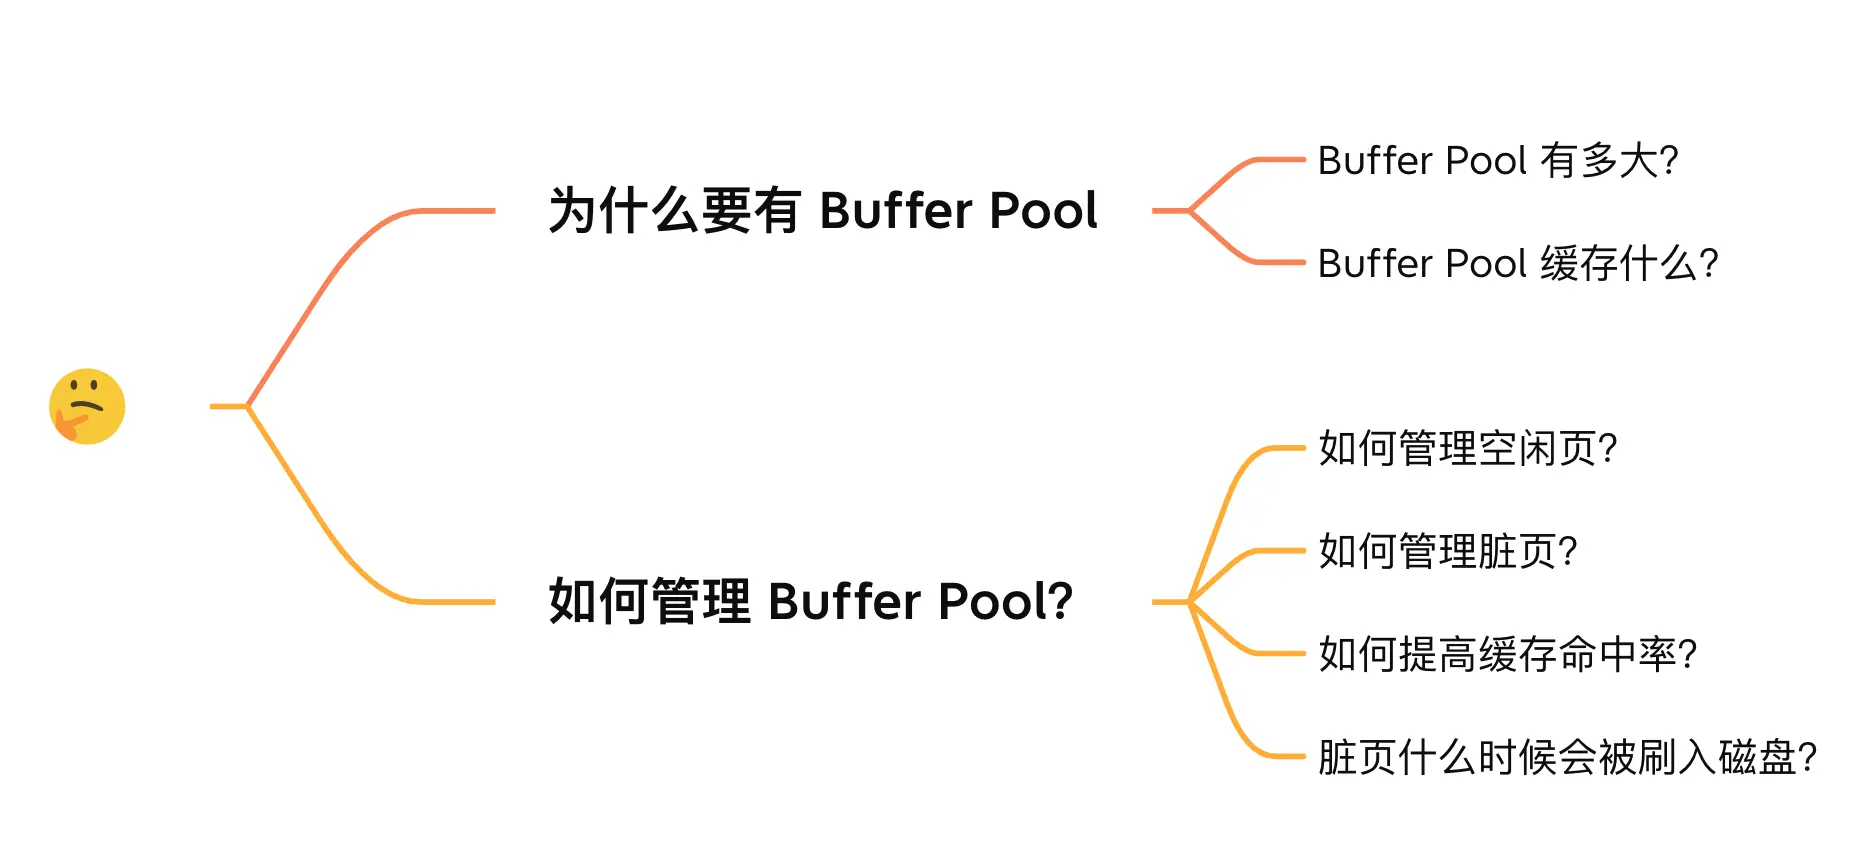 为什么要有 Buffer Pool
Buffer Pool 有多大?
Buffer Pool 缓存什么?
如何管理 Buffer Pool?
如何管理空闲页?
如何管理脏页?
如何提高缓存命中率?
脏页什么时候会被刷入磁盘?